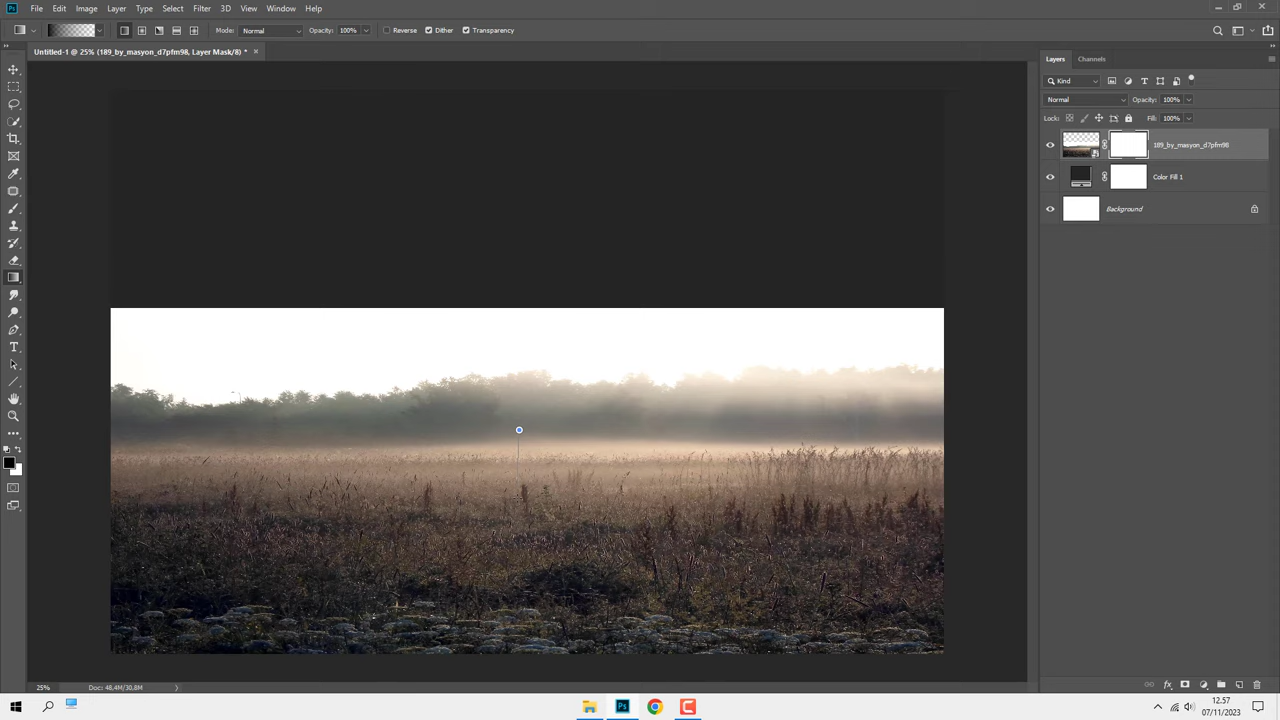 Ps File Edit Image Layer Type Select Filter 3D View Window Help
Mode: Normal Opacity: 100% Reverse Dither Transparency
Untitled-1 @ 25% (189_by_masyon_d7pfm98, Layer Mask/8) *
Layers Channels
Kind
Normal Opacity: 100%
Lock: Fill: 100%
189_by_masyon_d7pfm98
Color Fill 1
Background
25% Doc: 48,4M/30,8M
Ps
12.57
07/11/2023